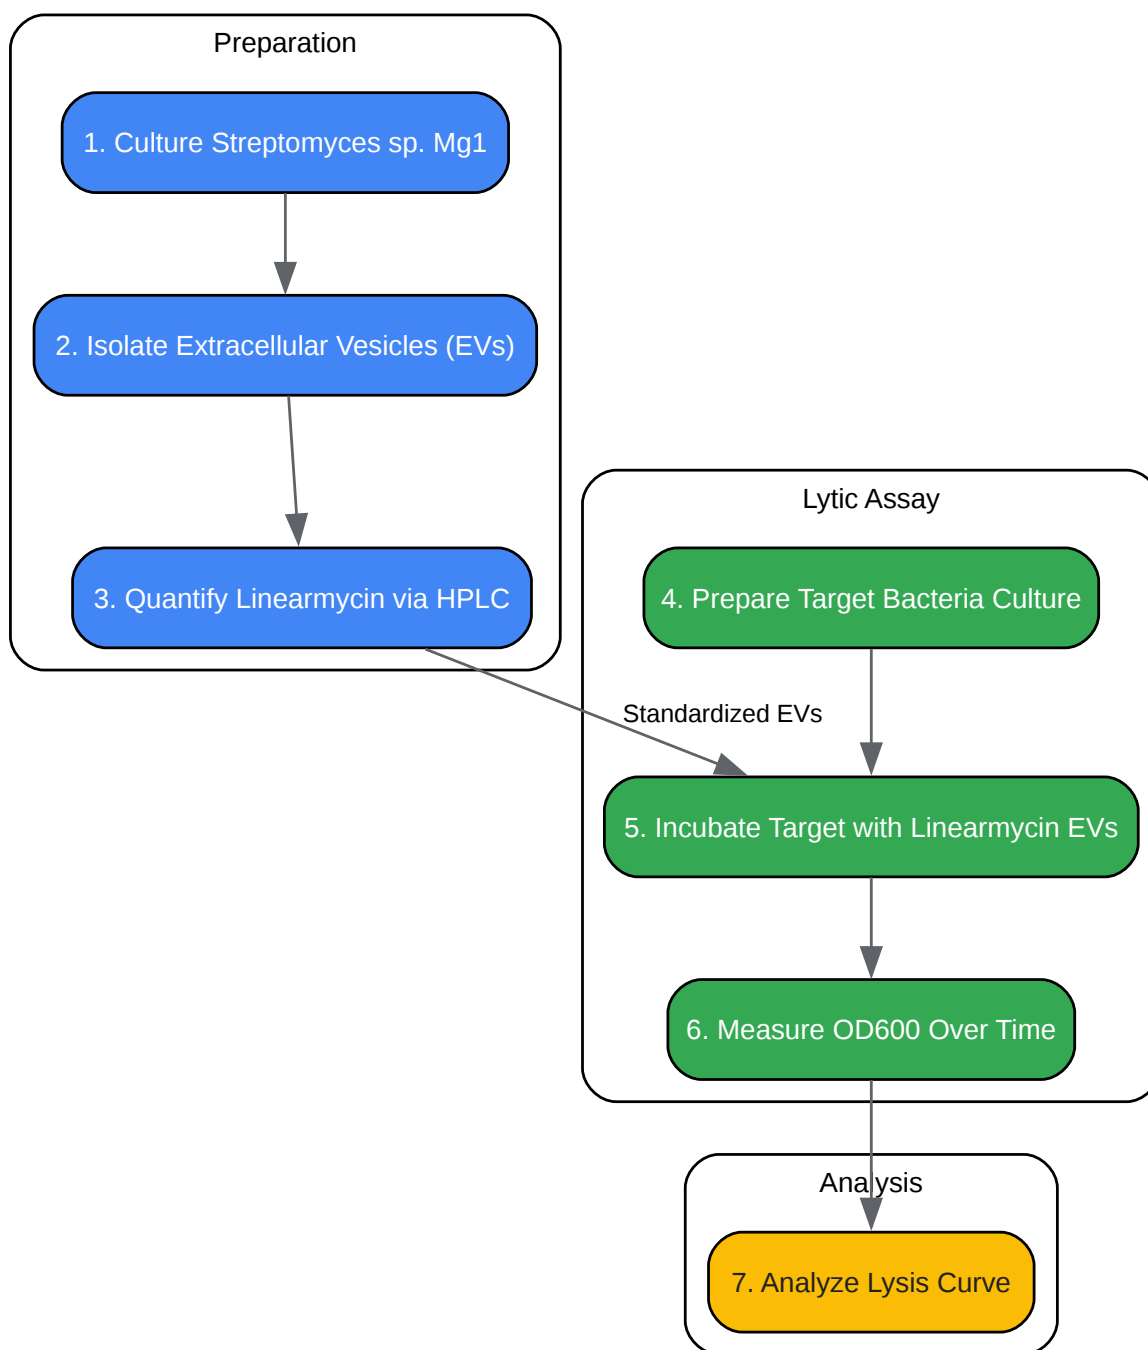 Preparation
1. Culture Streptomyces sp. Mg1
2. Isolate Extracellular Vesicles (EVs)
3. Quantify Linearmycin via HPLC
Lytic Assay
4. Prepare Target Bacteria Culture
Standardized EVs
5. Incubate Target with Linearmycin EVs
6. Measure OD600 Over Time
Analysis
7. Analyze Lysis Curve